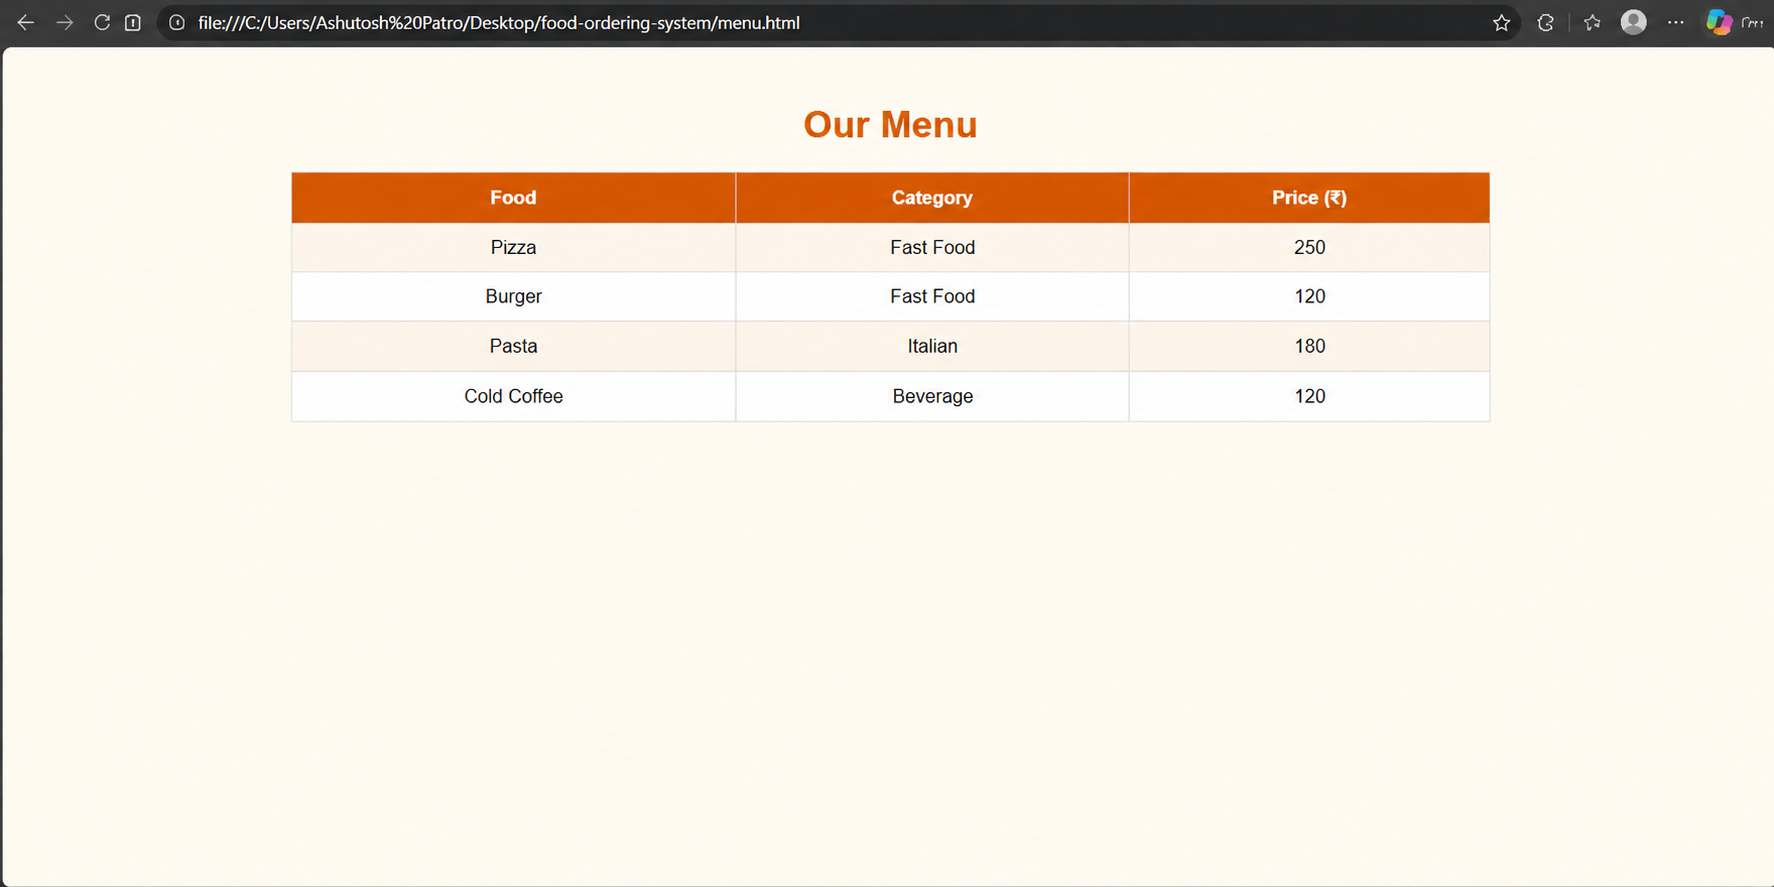 file:///C:/Users/Ashutosh%20Patro/Desktop/food-ordering-system/menu.html
Our Menu
Food Category Price (₹)
Pizza Fast Food 250
Burger Fast Food 120
Pasta Italian 180
Cold Coffee Beverage 120